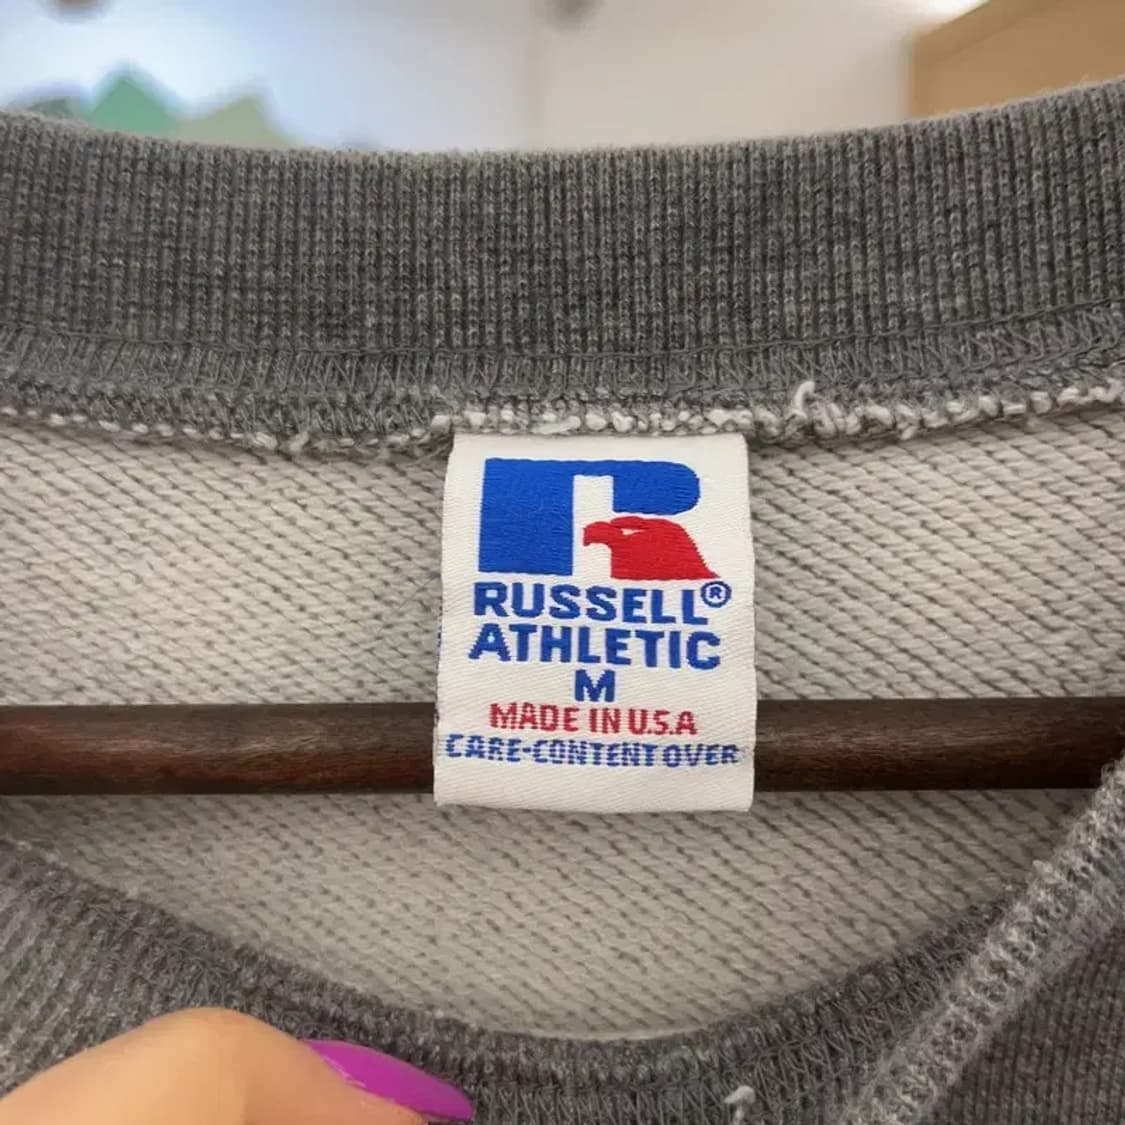 RUSSELL®
ATHLETIC
M
MADE IN U.S.A
CARE-CONTENT OVER